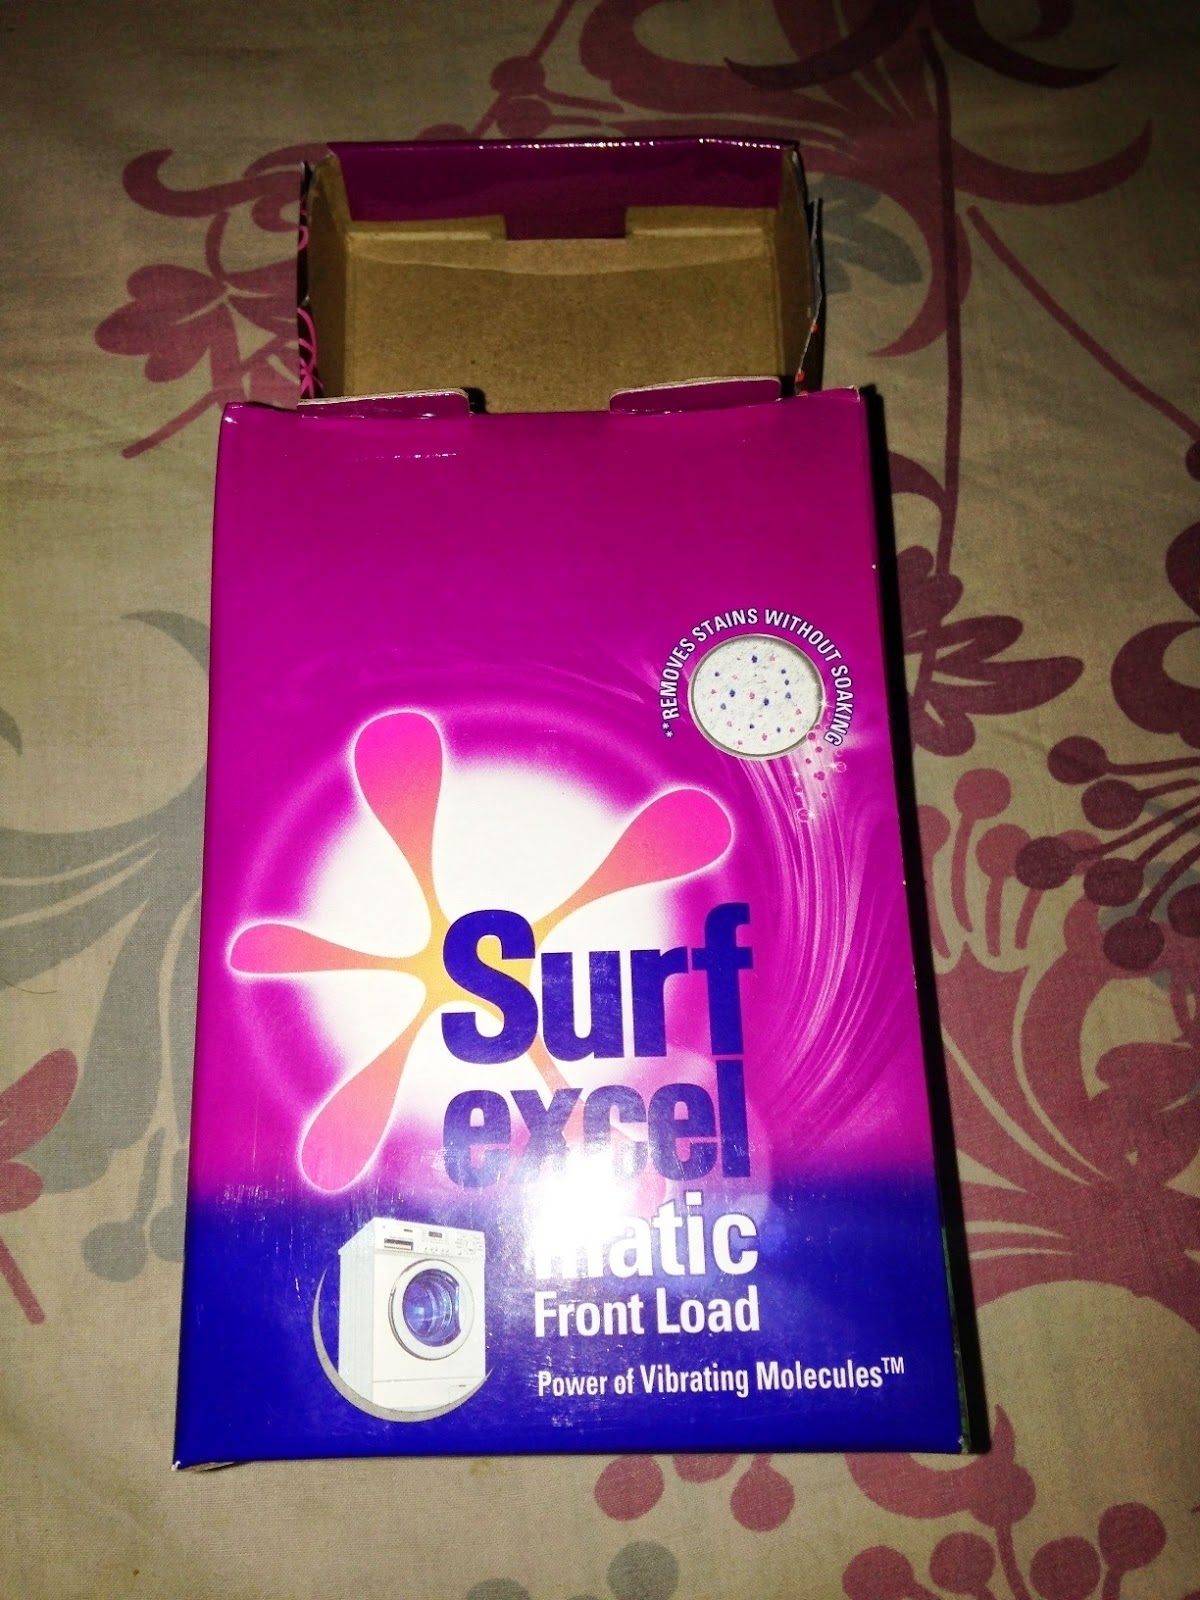 **REMOVES STAINS WITHOUT SOAKING
Surf
excel
matic
Front Load
Power of Vibrating Molecules™